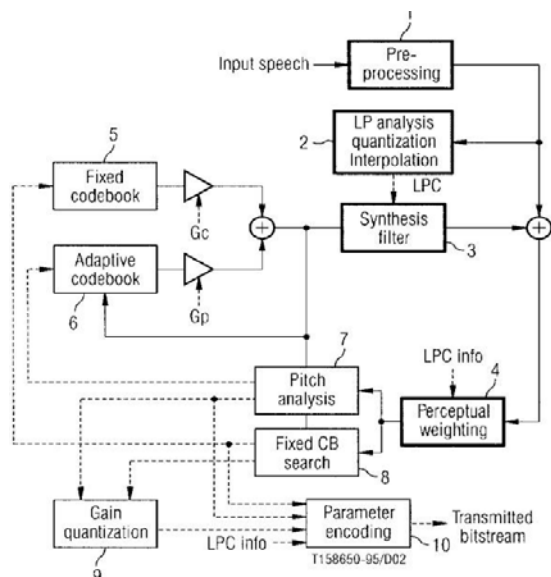 1
Input speech
Pre-
processing
2
LP analysis
quantization
Interpolation
LPC
5
Fixed
codebook
Gc
Synthesis
filter
3
Adaptive
codebook
6
Gp
7
Pitch
analysis
LPC info
4
Perceptual
weighting
Fixed CB
search
8
Gain
quantization
9
LPC info
Parameter
encoding
10
Transmitted
bitstream
T158650-95/D02